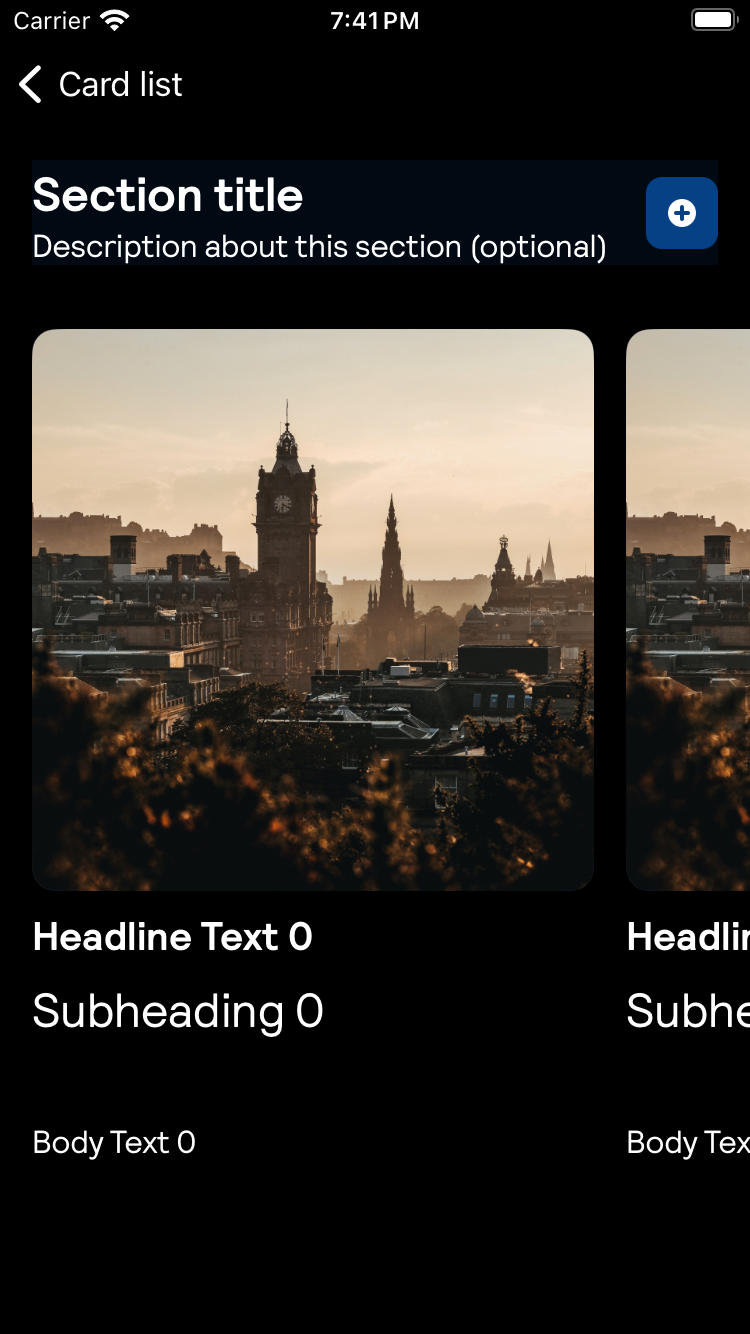 Carrier 7:41 PM
Card list
Section title
Description about this section (optional)
Headline Text 0
Headlin
Subheading 0
Subhe
Body Text 0
Body Tex